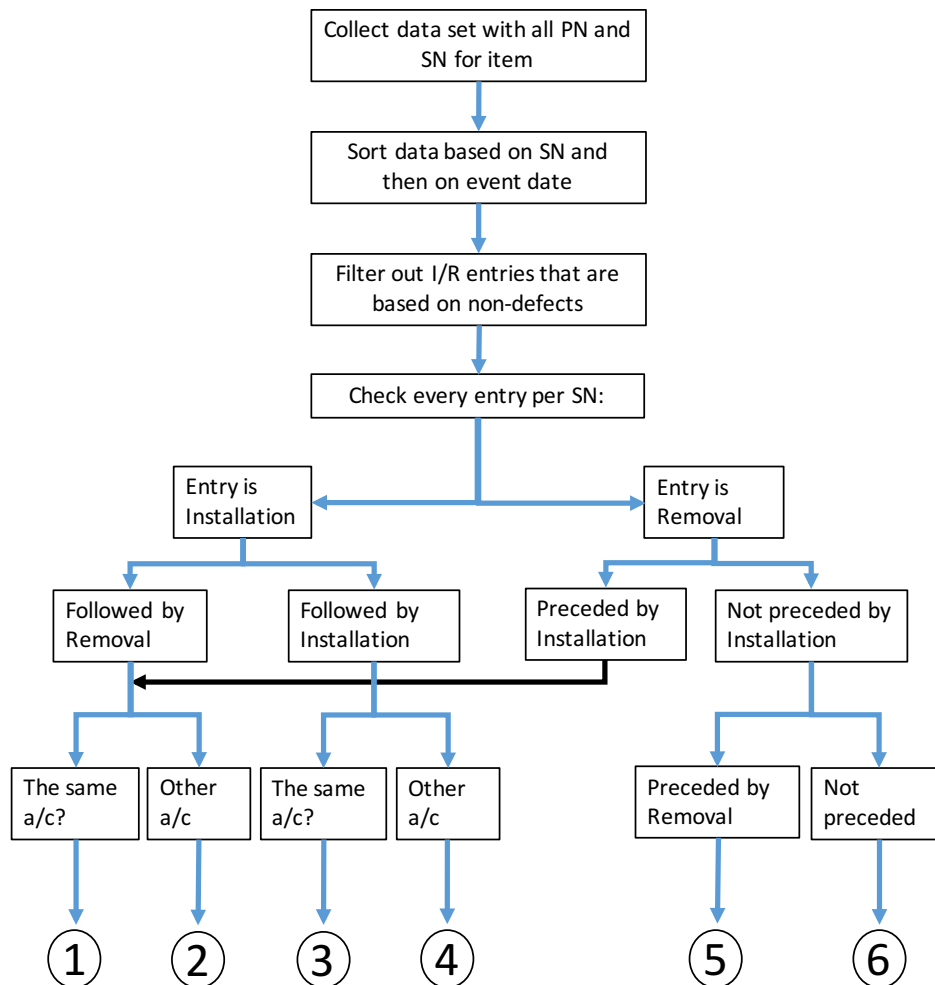 Collect data set with all PN and
SN for item
Sort data based on SN and
then on event date
Filter out I/R entries that are
based on non-defects
Check every entry per SN:
Entry is
Installation
Entry is
Removal
Followed by
Removal
Followed by
Installation
Preceded by
Installation
Not preceded by
Installation
The same
a/c?
Other
a/c
The same
a/c?
Other
a/c
Preceded by
Removal
Not
preceded
1
2
3
4
5
6